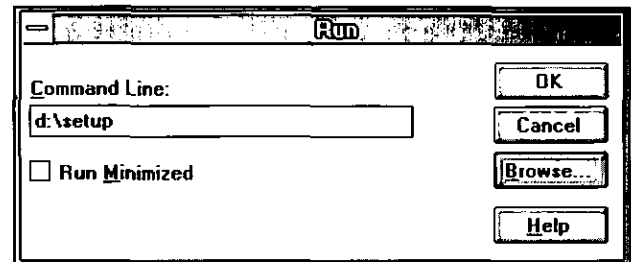 Run
Command Line:
d:\setup
Run Minimized
OK
Cancel
Browse...
Help